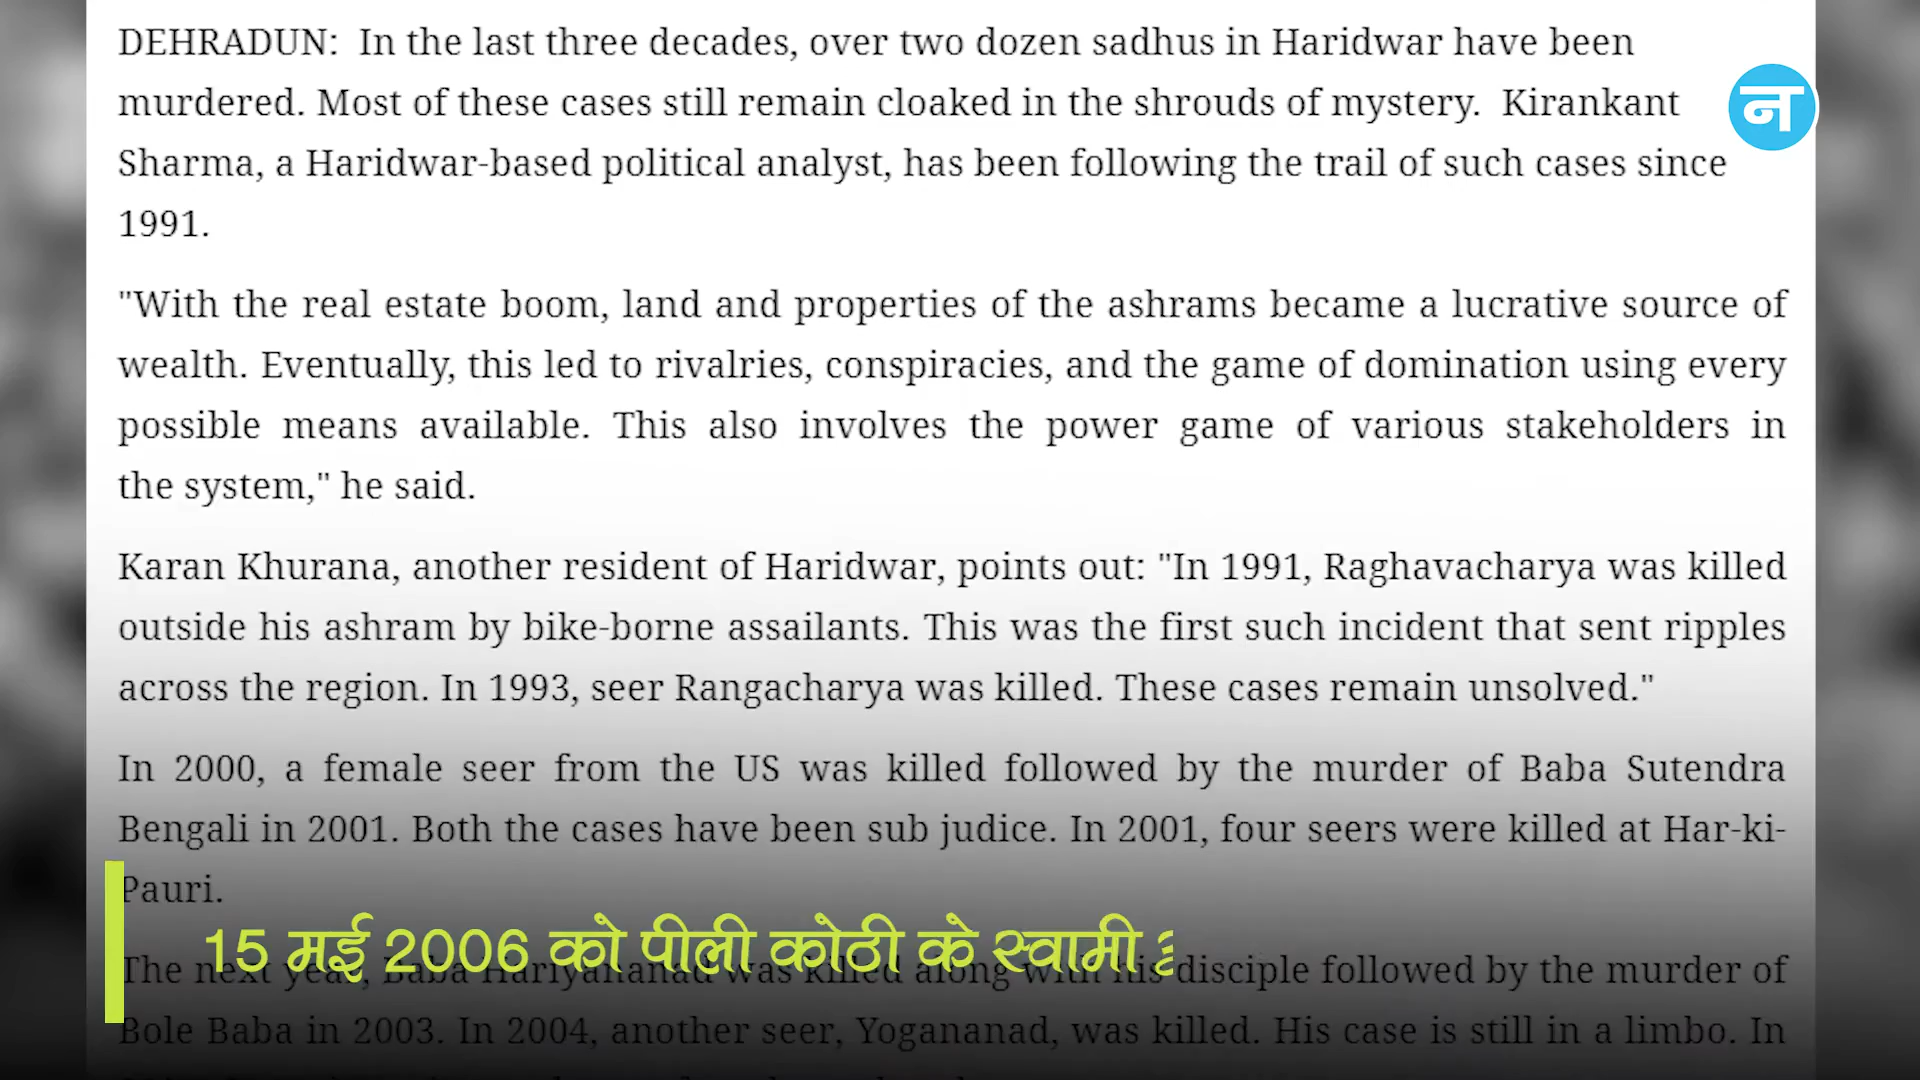 DEHRADUN: In the last three decades, over two dozen sadhus in Haridwar have been
murdered. Most of these cases still remain cloaked in the shrouds of mystery. Kirankant
Sharma, a Haridwar-based political analyst, has been following the trail of such cases since
1991.
"With the real estate boom, land and properties of the ashrams became a lucrative source of
wealth. Eventually, this led to rivalries, conspiracies, and the game of domination using every
possible means available. This also involves the power game of various stakeholders in
the system," he said.
Karan Khurana, another resident of Haridwar, points out: "In 1991, Raghavacharya was killed
outside his ashram by bike-borne assailants. This was the first such incident that sent ripples
across the region. In 1993, seer Rangacharya was killed. These cases remain unsolved."
In 2000, a female seer from the US was killed followed by the murder of Baba Sutendra
Bengali in 2001. Both the cases have been sub judice. In 2001, four seers were killed at Har-ki-
Pauri.
15 मई 2006 को पीली कोठी के स्वामी
The next year, Baba Hariyananad was killed along with his disciple followed by the murder of
Bole Baba in 2003. In 2004, another seer, Yogananad, was killed. His case is still in a limbo. In
न